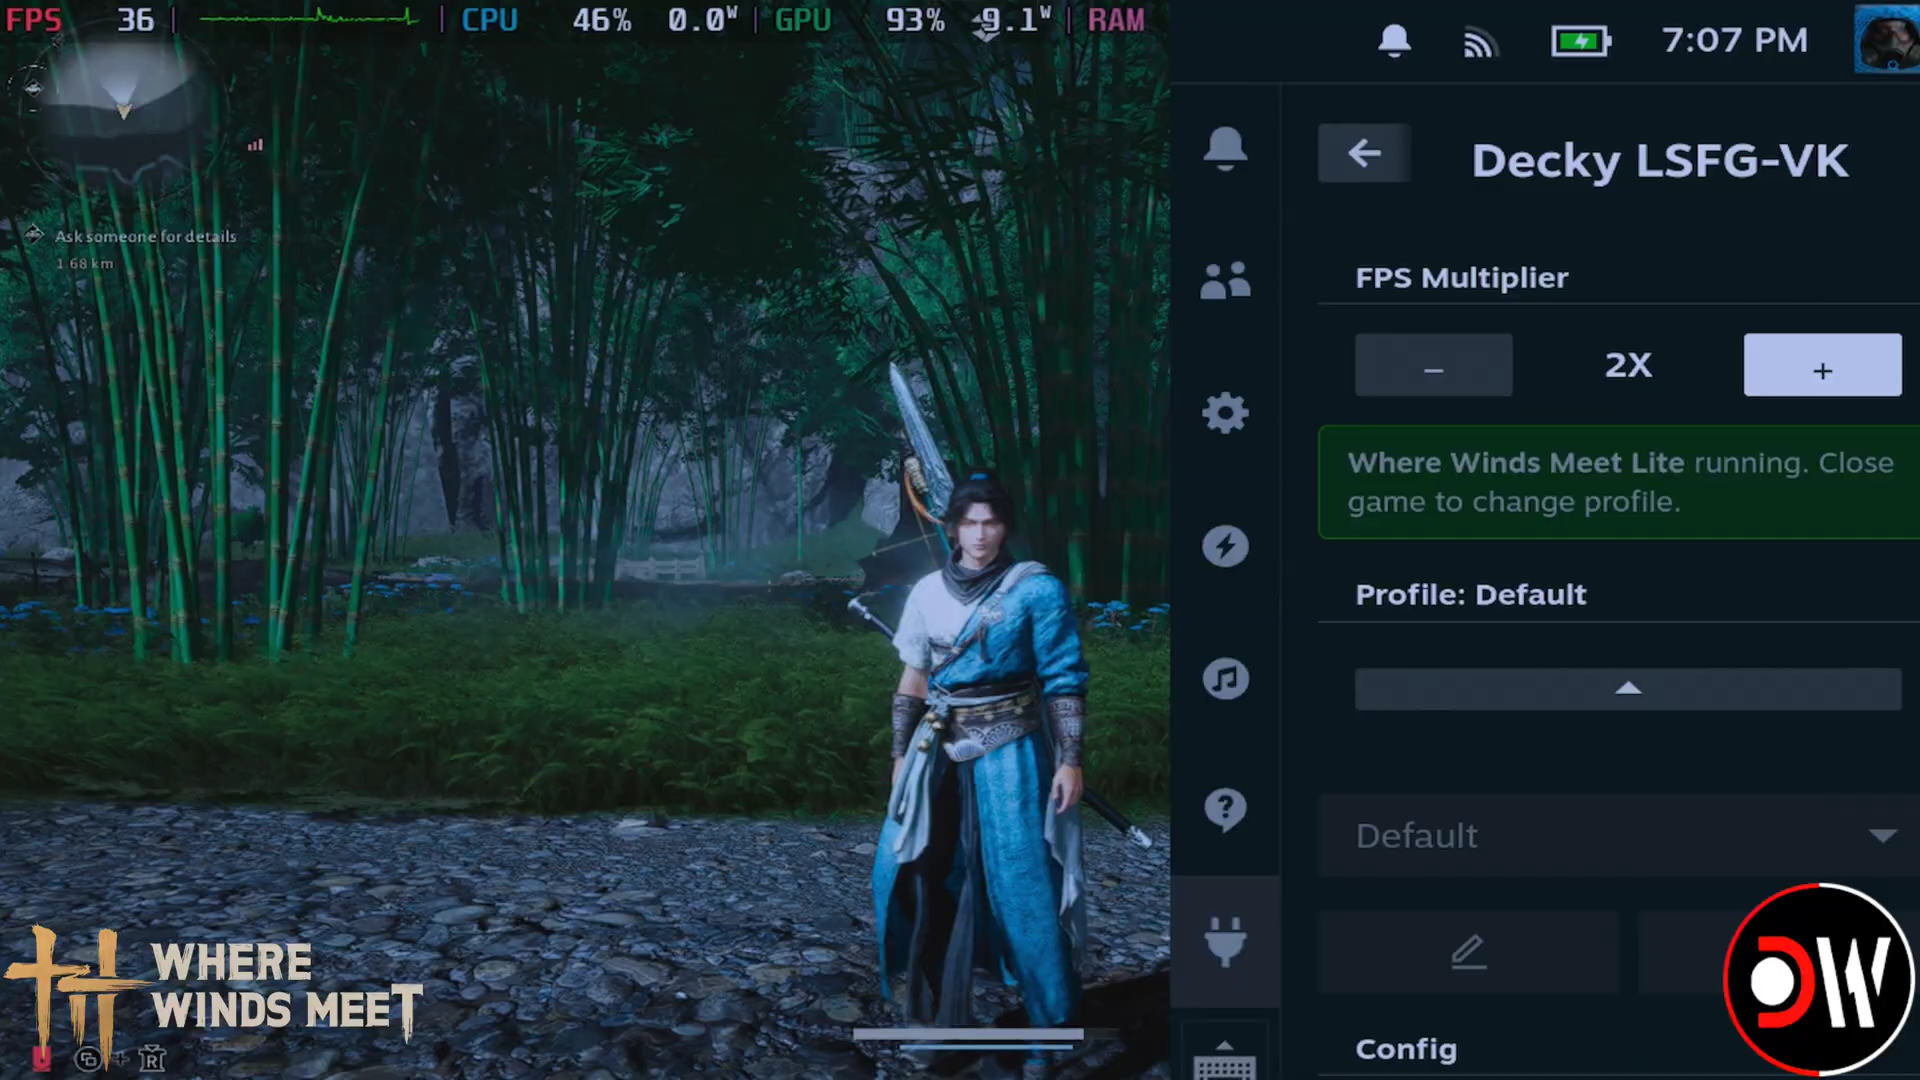 FPS 36 CPU 46% 0.0W GPU 93% 9.1W RAM
7:07 PM
Ask someone for details
1.68 km
Decky LSFG-VK
FPS Multiplier
− 2X +
Where Winds Meet Lite running. Close
game to change profile.
Profile: Default
Default
Config
WHERE
WINDS MEET
R
DW